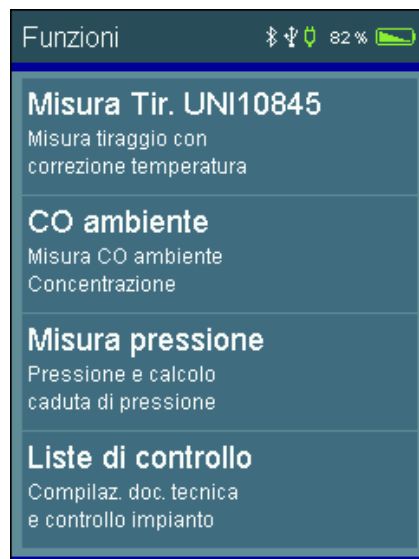 Funzioni 82 %
Misura Tir. UNI10845
Misura tiraggio con
correzione temperatura
CO ambiente
Misura CO ambiente
Concentrazione
Misura pressione
Pressione e calcolo
caduta di pressione
Liste di controllo
Compilaz. doc. tecnica
e controllo impianto